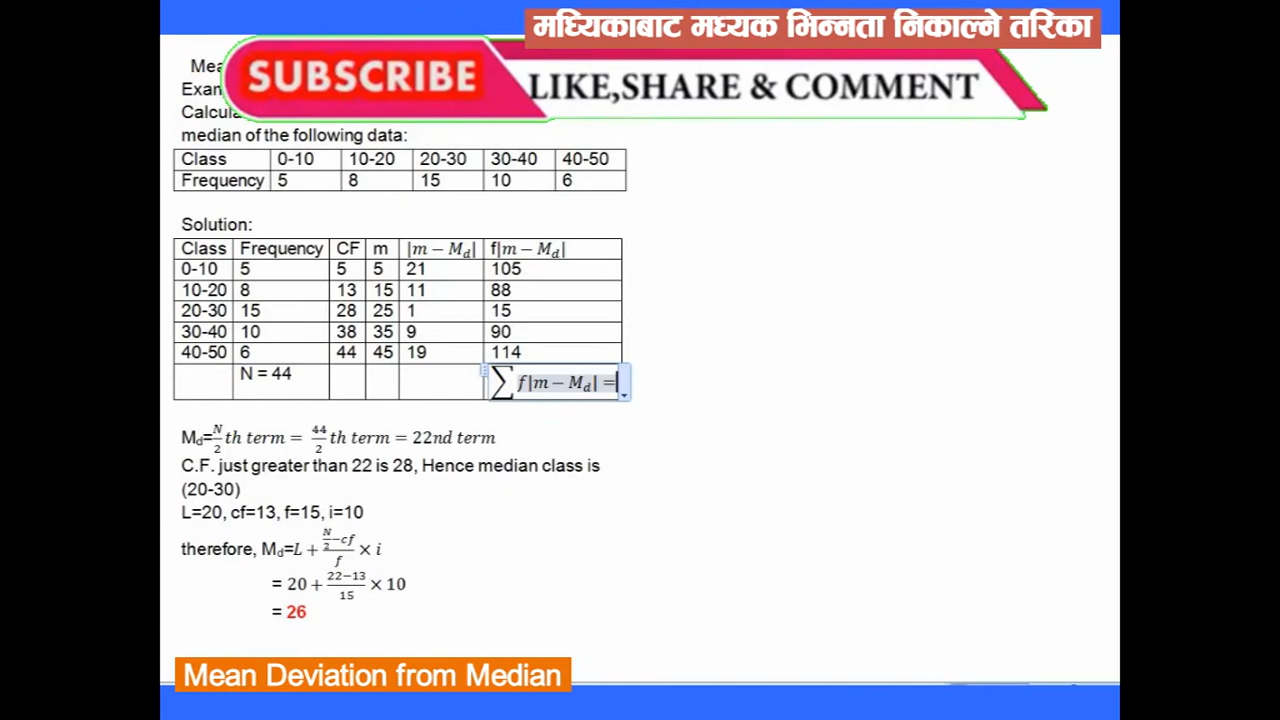 मध्यिकाबाट मध्यक भिन्नता निकाल्ने तरिका
SUBSCRIBE
LIKE,SHARE & COMMENT
median of the following data:
Class 0-10 10-20 20-30 30-40 40-50
Frequency 5 8 15 10 6
Solution:
Class Frequency CF m |m − M_d| f|m − M_d|
0-10 5 5 5 21 105
10-20 8 13 15 11 88
20-30 15 28 25 1 15
30-40 10 38 35 9 90
40-50 6 44 45 19 114
N = 44 ∑ f|m − M_d| =
M_d=N/2 th term = 44/2 th term = 22nd term
C.F. just greater than 22 is 28, Hence median class is
(20-30)
L=20, cf=13, f=15, i=10
therefore, M_d=L + (N/2 −cf)/f × i
= 20 + (22−13)/15 × 10
= 26
Mean Deviation from Median